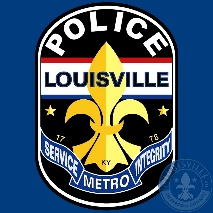 POLICE
LOUISVILLE
17 78
KY
SERVICE METRO INTEGRITY